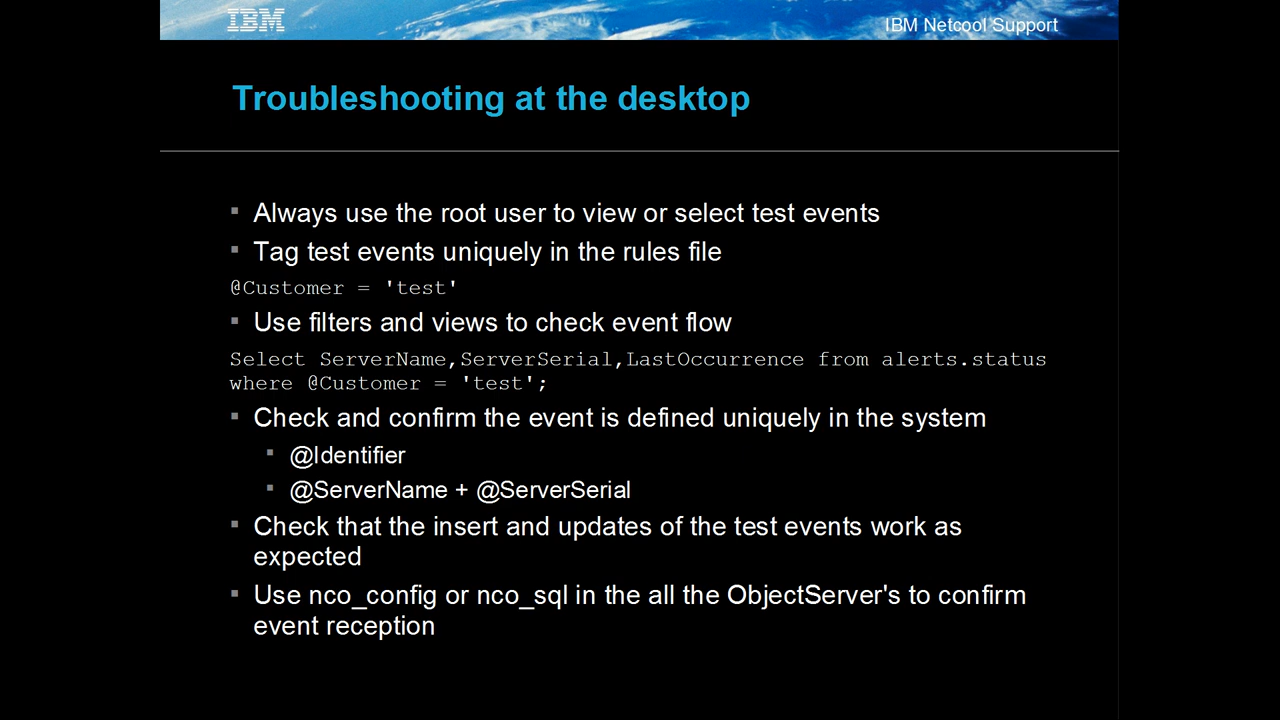 IBM
IBM Netcool Support
Troubleshooting at the desktop
Always use the root user to view or select test events
Tag test events uniquely in the rules file
@Customer = 'test'
Use filters and views to check event flow
Select ServerName,ServerSerial,LastOccurrence from alerts.status
where @Customer = 'test';
Check and confirm the event is defined uniquely in the system
@Identifier
@ServerName + @ServerSerial
Check that the insert and updates of the test events work as
expected
Use nco_config or nco_sql in the all the ObjectServer's to confirm
event reception